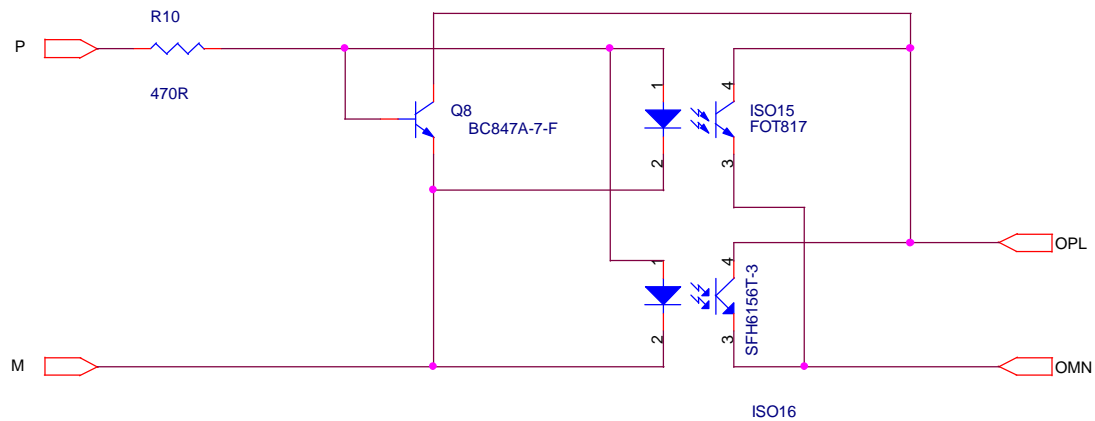 R10
P
470R
Q8
BC847A-7-F
1
2
4
3
ISO15
FOT817
OPL
1
2
4
3
SFH6156T-3
M
OMN
ISO16